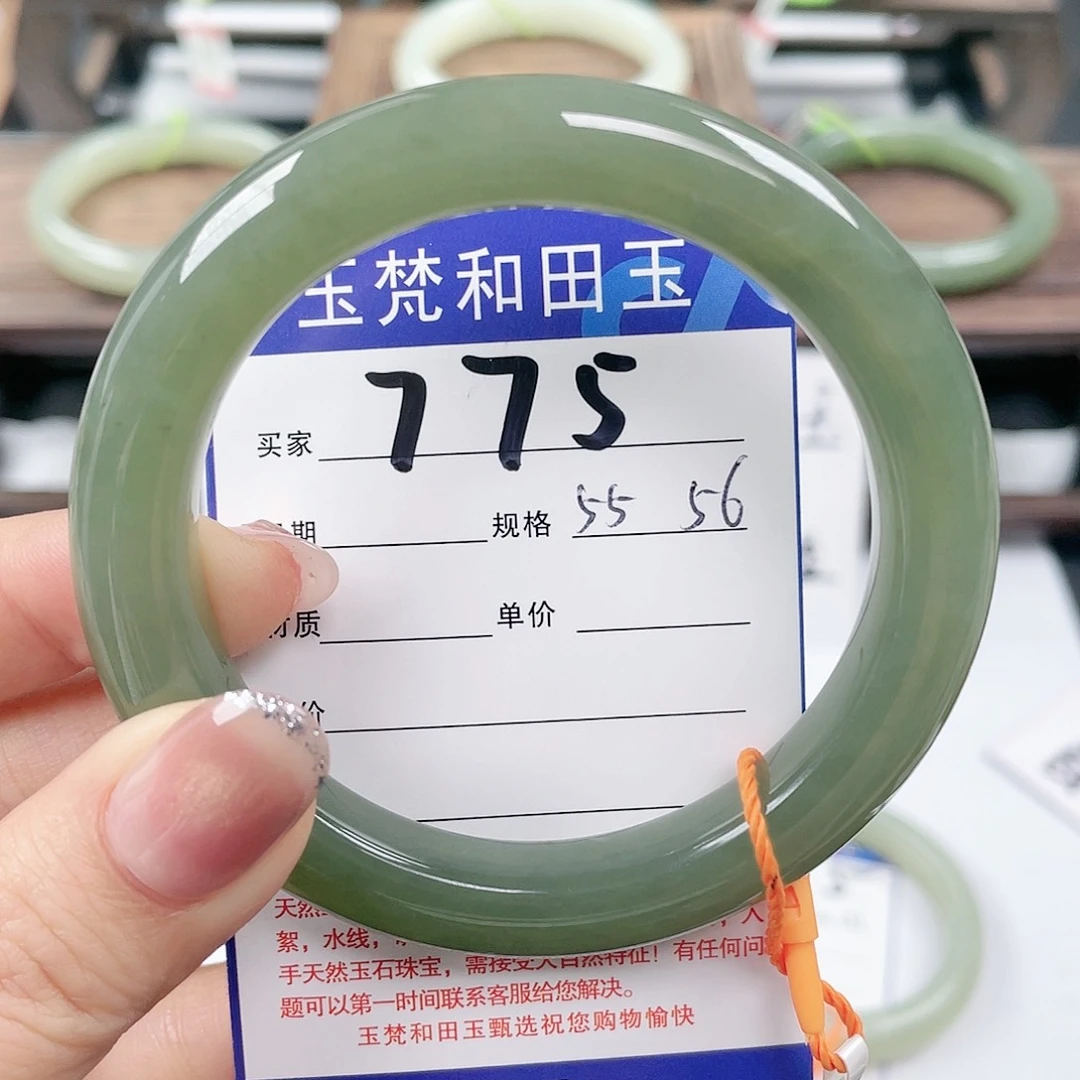 玉梵和田玉
买家 775
期 规格 55 56
材质 单价
价
天然
絮，水线，
手天然玉石珠宝，需接受大自然特征！有任何问
题可以第一时间联系客服给您解决。
玉梵和田玉甄选祝您购物愉快